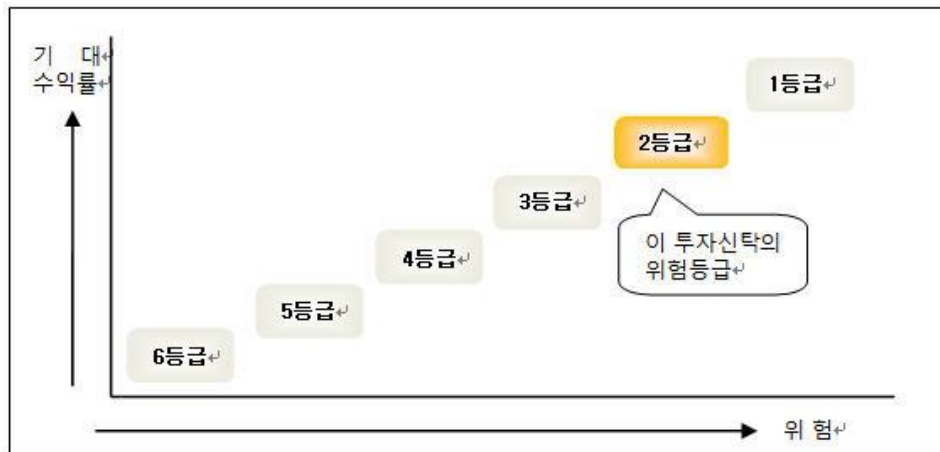 기 대↵
수익률↵
1등급↵
2등급↵
3등급↵
이 투자신탁의
위험등급↵
4등급↵
5등급↵
6등급↵
위 험↵